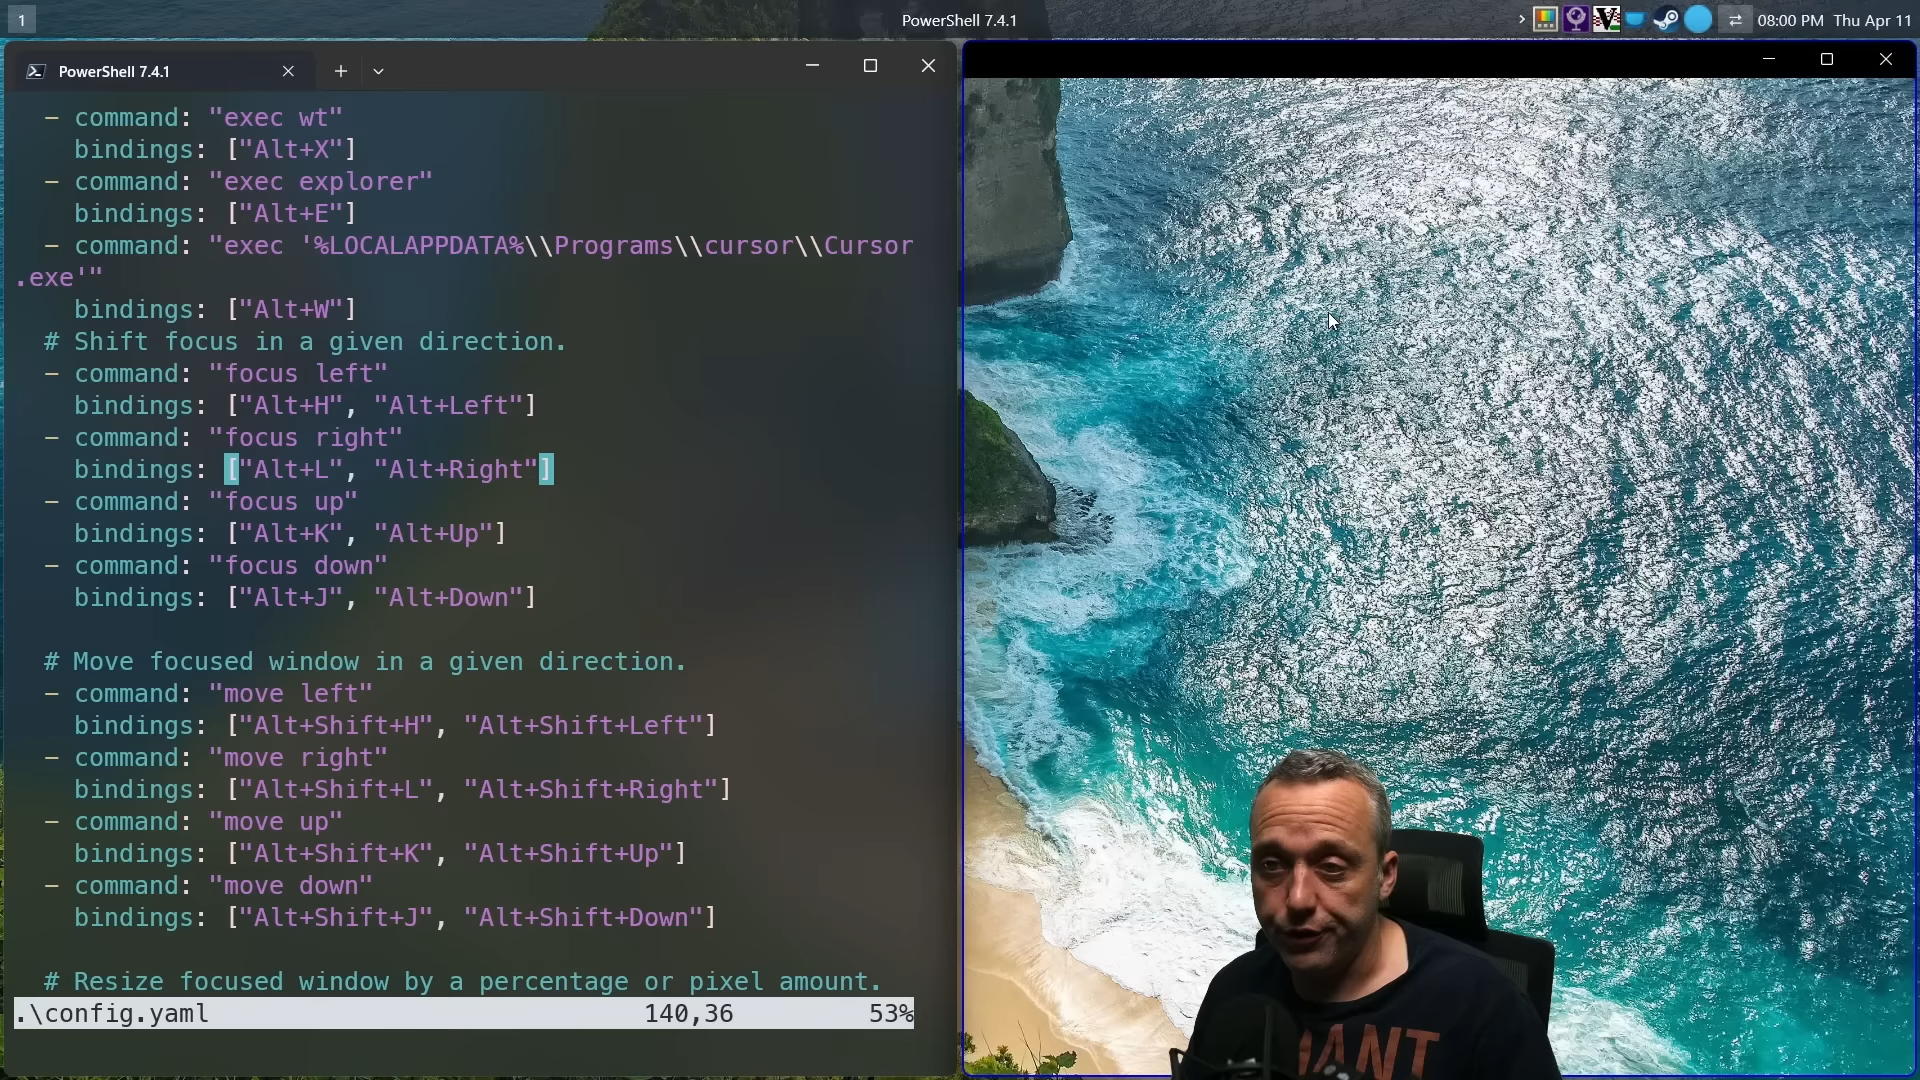 1
PowerShell 7.4.1
08:00 PM Thu Apr 11
PowerShell 7.4.1
- command: "exec wt"
bindings: ["Alt+X"]
- command: "exec explorer"
bindings: ["Alt+E"]
- command: "exec '%LOCALAPPDATA%\\Programs\\cursor\\Cursor
.exe'"
bindings: ["Alt+W"]
# Shift focus in a given direction.
- command: "focus left"
bindings: ["Alt+H", "Alt+Left"]
- command: "focus right"
bindings: ["Alt+L", "Alt+Right"]
- command: "focus up"
bindings: ["Alt+K", "Alt+Up"]
- command: "focus down"
bindings: ["Alt+J", "Alt+Down"]
# Move focused window in a given direction.
- command: "move left"
bindings: ["Alt+Shift+H", "Alt+Shift+Left"]
- command: "move right"
bindings: ["Alt+Shift+L", "Alt+Shift+Right"]
- command: "move up"
bindings: ["Alt+Shift+K", "Alt+Shift+Up"]
- command: "move down"
bindings: ["Alt+Shift+J", "Alt+Shift+Down"]
# Resize focused window by a percentage or pixel amount.
.\config.yaml 140,36 53%